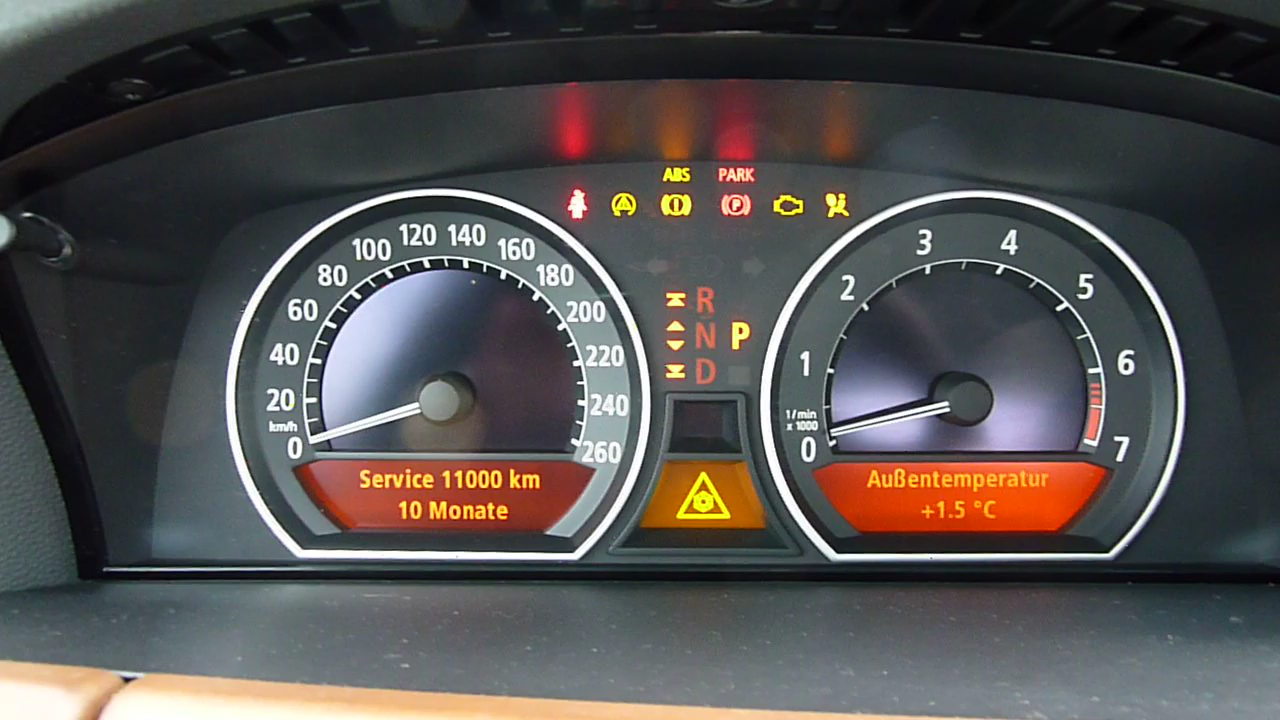 ABS PARK
P
R
N P
D
km/h
0
20
40
60
80
100
120
140
160
180
200
220
240
260
Service 11000 km
10 Monate
1/min
x 1000
0
1
2
3
4
5
6
7
Außentemperatur
+1.5 °C